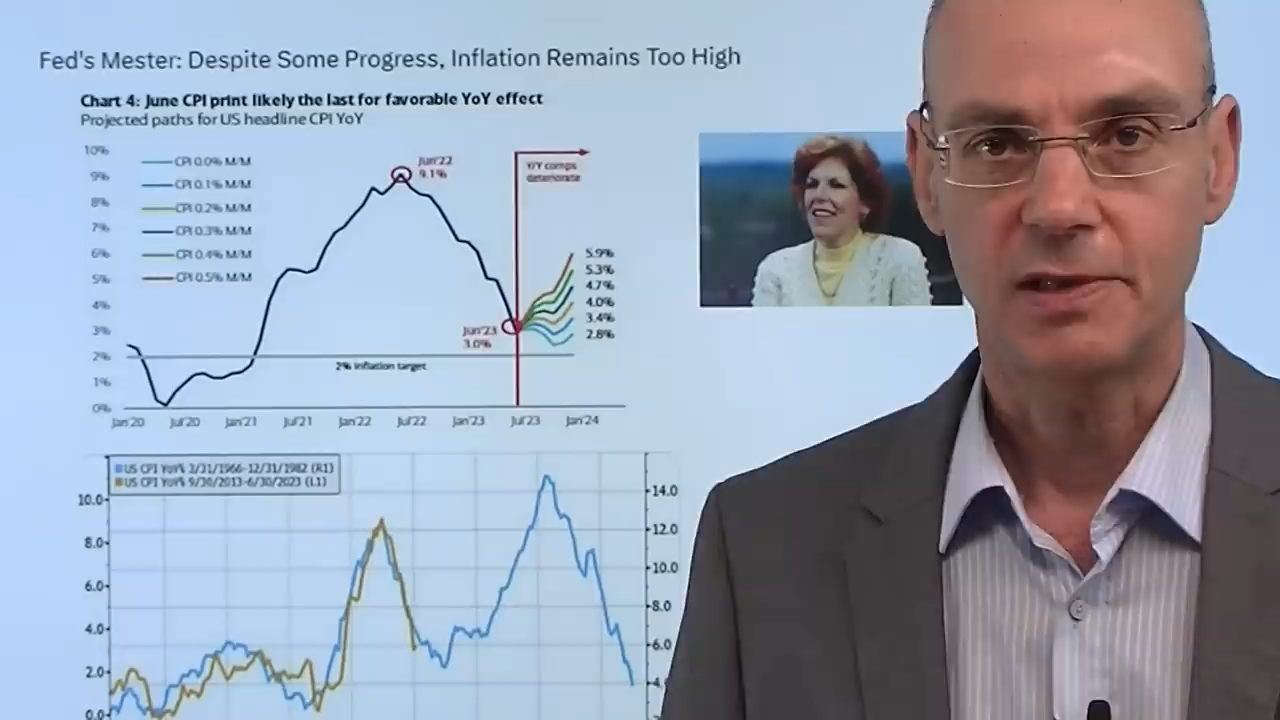 Fed's Mester: Despite Some Progress, Inflation Remains Too High
Chart 4: June CPI print likely the last for favorable YoY effect
Projected paths for US headline CPI YoY
10%
9%
8%
7%
6%
5%
4%
3%
2%
1%
0%
CPI 0.0% M/M
CPI 0.1% M/M
CPI 0.2% M/M
CPI 0.3% M/M
CPI 0.4% M/M
CPI 0.5% M/M
Jun'22
9.1%
Y/Y comps
deteriorate
5.9%
5.3%
4.7%
4.0%
3.4%
2.8%
Jun'23
3.0%
2% inflation target
Jan'20 Jul'20 Jan'21 Jul'21 Jan'22 Jul'22 Jan'23 Jul'23 Jan'24
US CPI YoY% 3/31/1966-12/31/1982 (R1)
US CPI YoY% 9/30/2013-6/30/2023 (L1)
10.0
8.0
6.0
4.0
2.0
0.0
14.0
12.0
10.0
8.0
6.0
4.